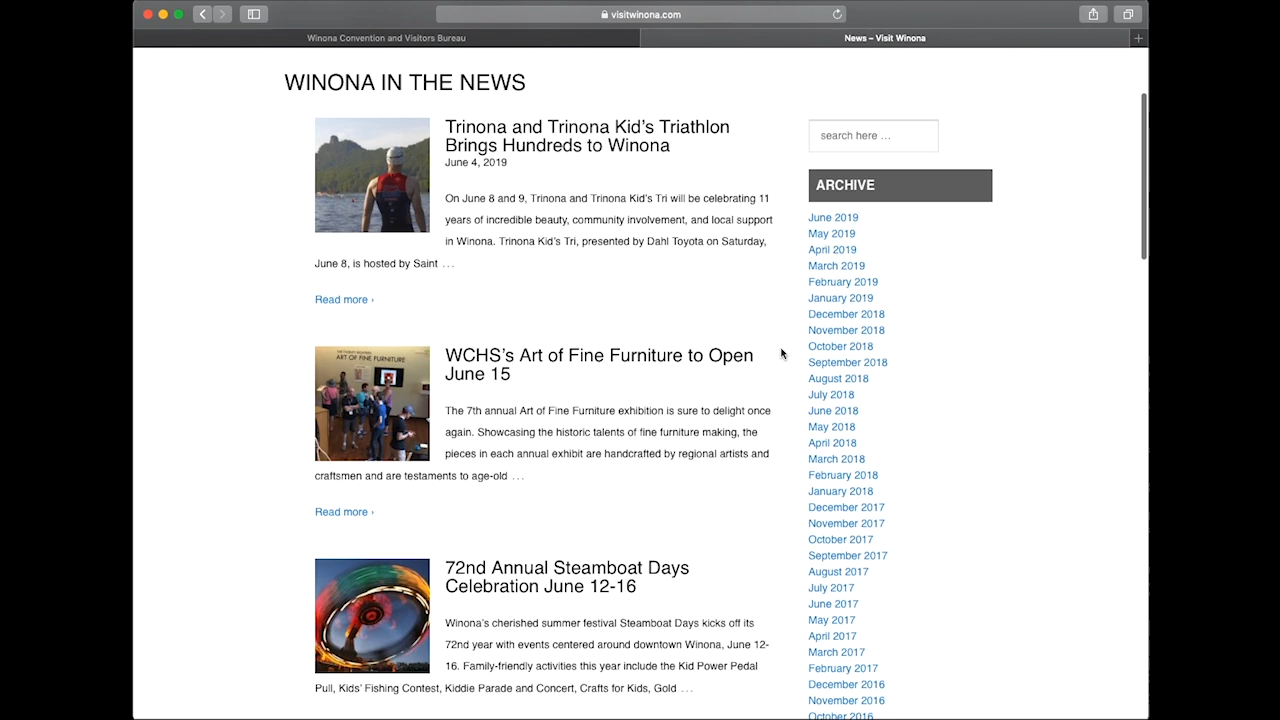 visitwinona.com
Winona Convention and Visitors Bureau
News – Visit Winona
WINONA IN THE NEWS
Trinona and Trinona Kid's Triathlon
Brings Hundreds to Winona
June 4, 2019
On June 8 and 9, Trinona and Trinona Kid's Tri will be celebrating 11
years of incredible beauty, community involvement, and local support
in Winona. Trinona Kid's Tri, presented by Dahl Toyota on Saturday,
June 8, is hosted by Saint ...
Read more ›
ART OF FINE FURNITURE
WCHS's Art of Fine Furniture to Open
June 15
The 7th annual Art of Fine Furniture exhibition is sure to delight once
again. Showcasing the historic talents of fine furniture making, the
pieces in each annual exhibit are handcrafted by regional artists and
craftsmen and are testaments to age-old ...
Read more ›
72nd Annual Steamboat Days
Celebration June 12-16
Winona's cherished summer festival Steamboat Days kicks off its
72nd year with events centered around downtown Winona, June 12-
16. Family-friendly activities this year include the Kid Power Pedal
Pull, Kids' Fishing Contest, Kiddie Parade and Concert, Crafts for Kids, Gold ...
search here ...
ARCHIVE
June 2019
May 2019
April 2019
March 2019
February 2019
January 2019
December 2018
November 2018
October 2018
September 2018
August 2018
July 2018
June 2018
May 2018
April 2018
March 2018
February 2018
January 2018
December 2017
November 2017
October 2017
September 2017
August 2017
July 2017
June 2017
May 2017
April 2017
March 2017
February 2017
December 2016
November 2016
October 2016